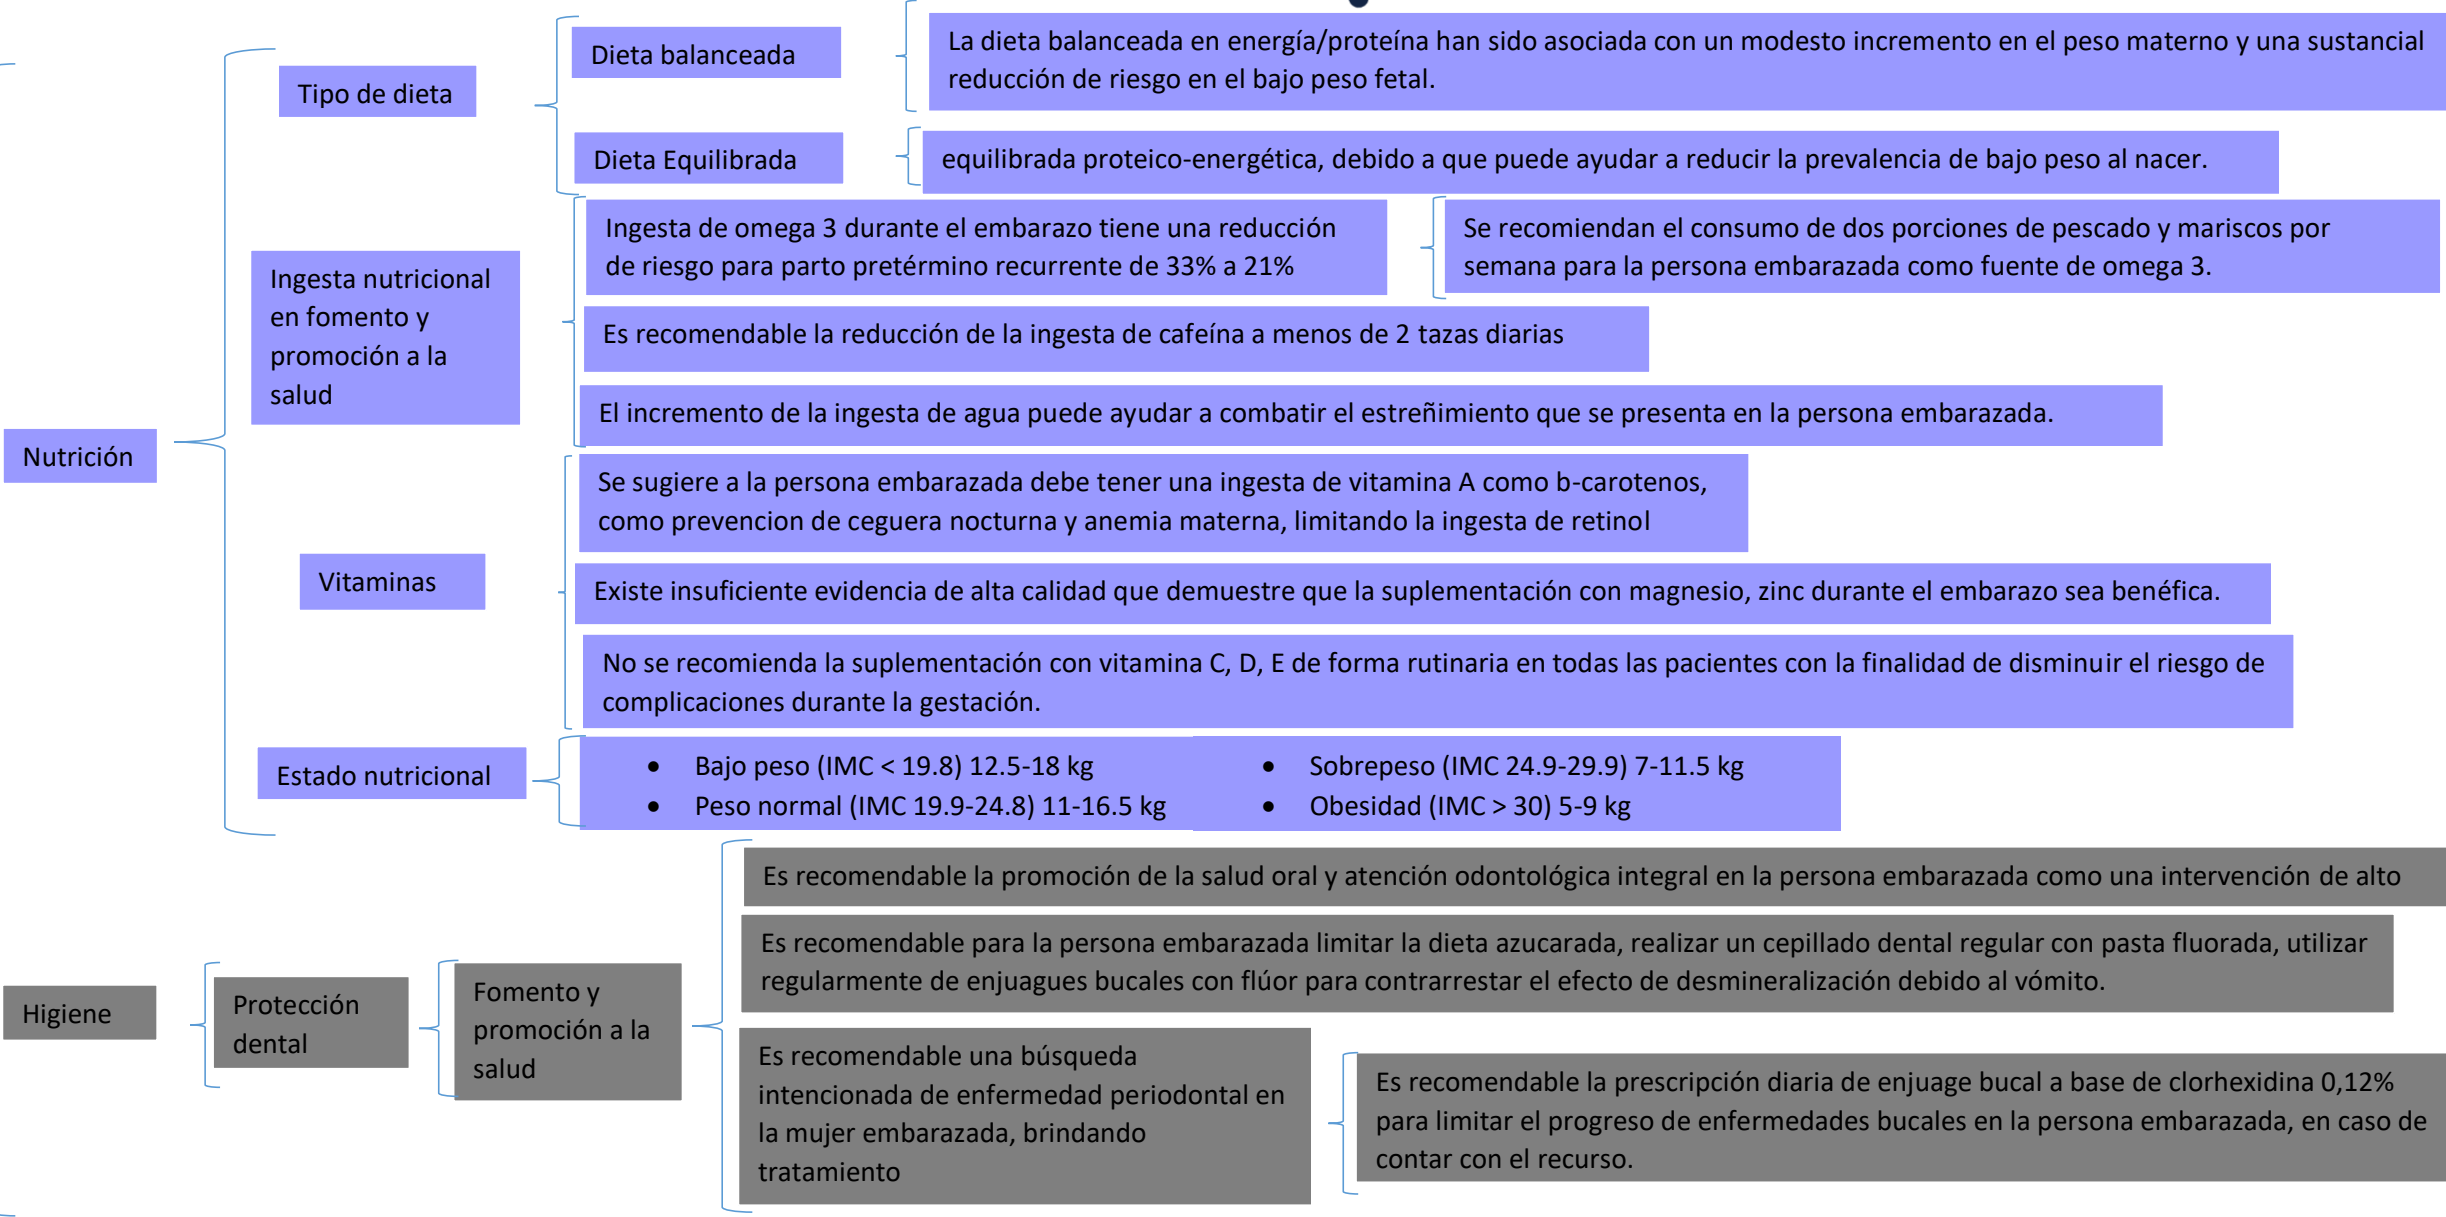 Nutrición
Tipo de dieta
Dieta balanceada
La dieta balanceada en energía/proteína han sido asociada con un modesto incremento en el peso materno y una sustancial
reducción de riesgo en el bajo peso fetal.
Dieta Equilibrada
equilibrada proteico-energética, debido a que puede ayudar a reducir la prevalencia de bajo peso al nacer.
Ingesta nutricional
en fomento y
promoción a la
salud
Ingesta de omega 3 durante el embarazo tiene una reducción
de riesgo para parto pretérmino recurrente de 33% a 21%
Se recomiendan el consumo de dos porciones de pescado y mariscos por
semana para la persona embarazada como fuente de omega 3.
Es recomendable la reducción de la ingesta de cafeína a menos de 2 tazas diarias
El incremento de la ingesta de agua puede ayudar a combatir el estreñimiento que se presenta en la persona embarazada.
Vitaminas
Se sugiere a la persona embarazada debe tener una ingesta de vitamina A como b-carotenos,
como prevencion de ceguera nocturna y anemia materna, limitando la ingesta de retinol
Existe insuficiente evidencia de alta calidad que demuestre que la suplementación con magnesio, zinc durante el embarazo sea benéfica.
No se recomienda la suplementación con vitamina C, D, E de forma rutinaria en todas las pacientes con la finalidad de disminuir el riesgo de
complicaciones durante la gestación.
Estado nutricional
• Bajo peso (IMC < 19.8) 12.5-18 kg
• Peso normal (IMC 19.9-24.8) 11-16.5 kg
• Sobrepeso (IMC 24.9-29.9) 7-11.5 kg
• Obesidad (IMC > 30) 5-9 kg
Higiene
Protección
dental
Fomento y
promoción a la
salud
Es recomendable la promoción de la salud oral y atención odontológica integral en la persona embarazada como una intervención de alto
Es recomendable para la persona embarazada limitar la dieta azucarada, realizar un cepillado dental regular con pasta fluorada, utilizar
regularmente de enjuagues bucales con flúor para contrarrestar el efecto de desmineralización debido al vómito.
Es recomendable una búsqueda
intencionada de enfermedad periodontal en
la mujer embarazada, brindando
tratamiento
Es recomendable la prescripción diaria de enjuage bucal a base de clorhexidina 0,12%
para limitar el progreso de enfermedades bucales en la persona embarazada, en caso de
contar con el recurso.